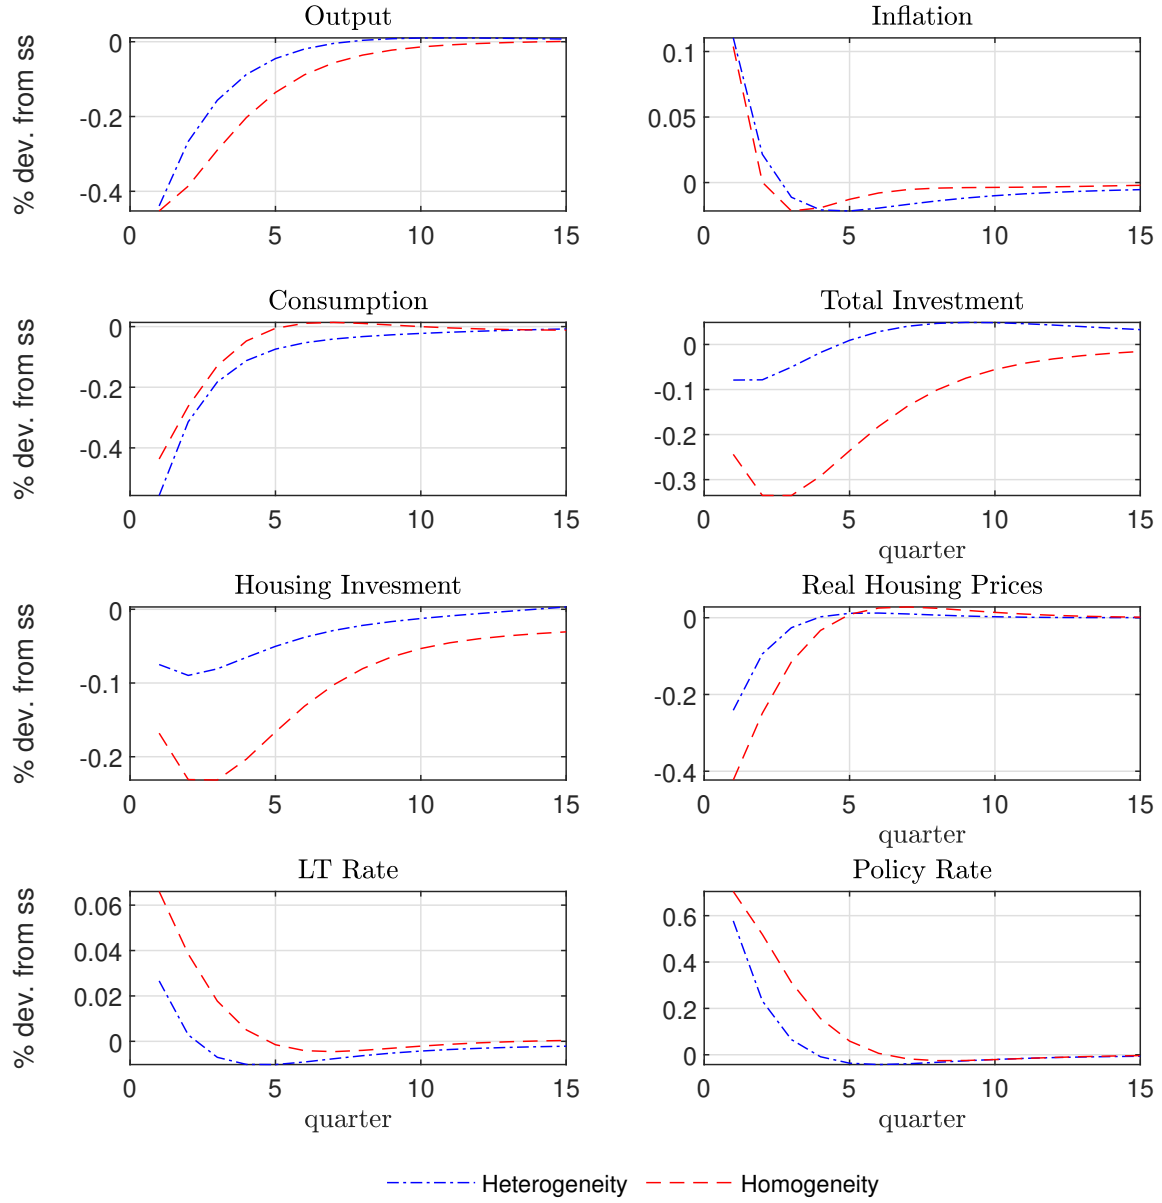 Output
% dev. from ss
0
-0.2
-0.4
0 5 10 15
Inflation
0.1
0.05
0
0 5 10 15
Consumption
% dev. from ss
0
-0.2
-0.4
0 5 10 15
Total Investment
0
-0.1
-0.2
-0.3
0 5 10 15
quarter
Housing Invesment
% dev. from ss
0
-0.1
-0.2
0 5 10 15
Real Housing Prices
0
-0.2
-0.4
0 5 10 15
quarter
LT Rate
% dev. from ss
0.06
0.04
0.02
0
0 5 10 15
quarter
Policy Rate
0.6
0.4
0.2
0
0 5 10 15
quarter
Heterogeneity Homogeneity